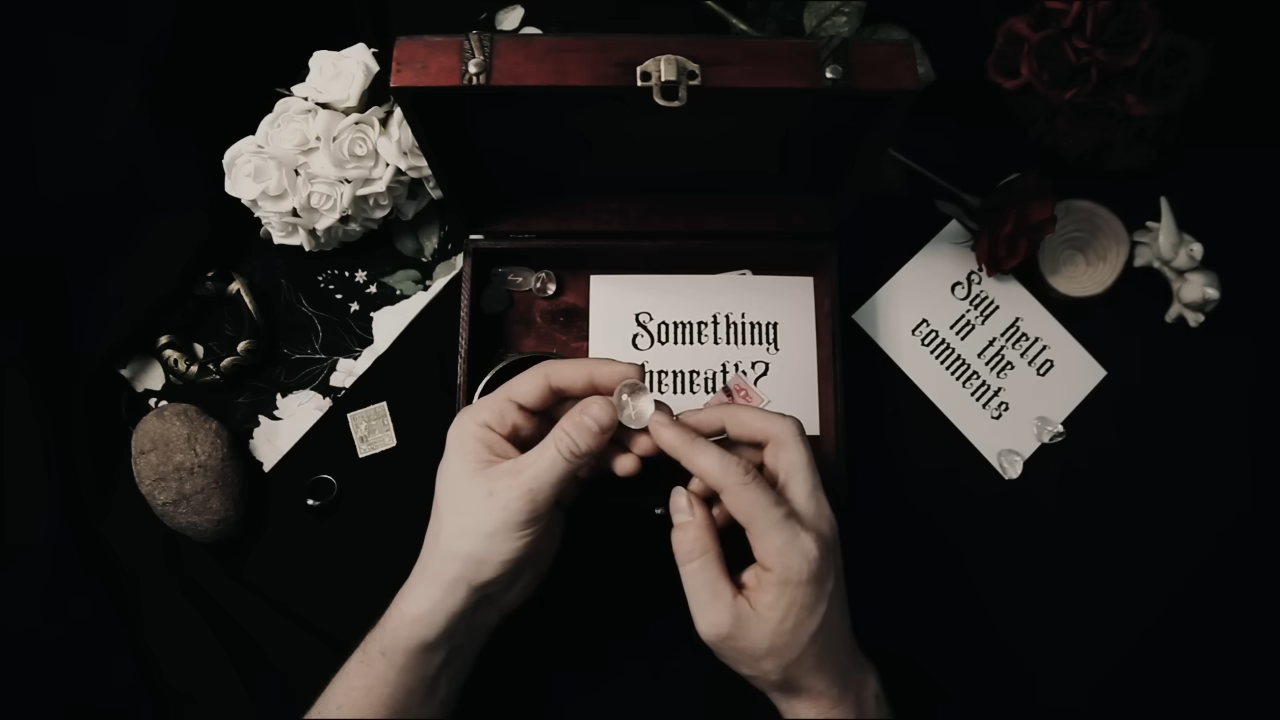 Something
beneath?
Say hello
in the
comments